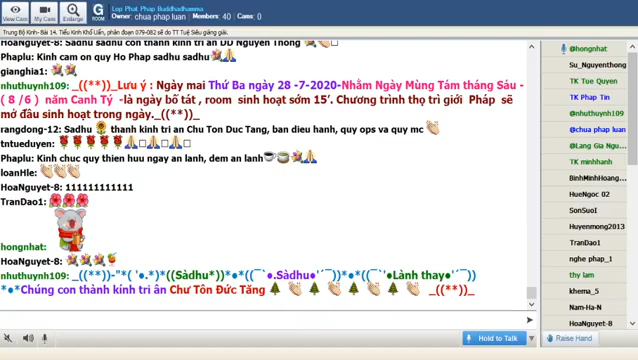 Lop Phat Phap Buddhadhamma
Owner: chua phap luan  Members: 40  Cams: 0
View Cam
My Cam
Enlarge
ROOM
Trung Bộ Kinh- Bài 14. Tiểu Kinh Khổ Uẩn, phân đoạn 079-082 sẽ do TT Tuệ Siêu giảng giải.
HoaNguyet-8: Sadhu sadhu con thành kính tri ân DD Nguyen Thông
Phaplu: Kinh cam on quy Ho Phap sadhu sadhu
gianghia1:
nhuthuynh109: _((**))_Lưu ý : Ngày mai Thứ Ba ngày 28 -7-2020-Nhằm Ngày Mùng Tám tháng Sáu -
( 8 /6 ) năm Canh Tý -là ngày bố tát , room sinh hoạt sớm 15’. Chương trình thọ trì giới Pháp sẽ
mở đầu sinh hoạt trong ngày._((**))_
rangdong-12: Sadhu thanh kinh tri an Chu Ton Duc Tang, ban dieu hanh, quy ops va quy mc
tntueduyen:
Phaplu: Kinh chuc quy thien huu ngay an lanh, dem an lanh
loanHle:
HoaNguyet-8: 111111111111
TranDao1:
hongnhat:
HoaNguyet-8:
nhuthuynh109: _((**))-"*( '●.*)*((Sàdhu*))*●*((¯`●.Sàdhu●'´¯))*●*((¯`●Lành thay●'´¯))
*●*Chúng con thành kính tri ân Chư Tôn Đức Tăng _((**))_
Hold to Talk
@hongnhat
Su_Nguyenthong
TK Tue Quyen
TK Phap Tin
@chua phap luan
@Lang Gia Ngu...
TK minhhanh
BinhMinhHoang...
HueNgoc 02
SonSuoI
Huyenmong2013
TranDao1
nghe phap_1
thy lam
khema_5
Nam-Ha-N
HoaNguyet-8
Raise Hand